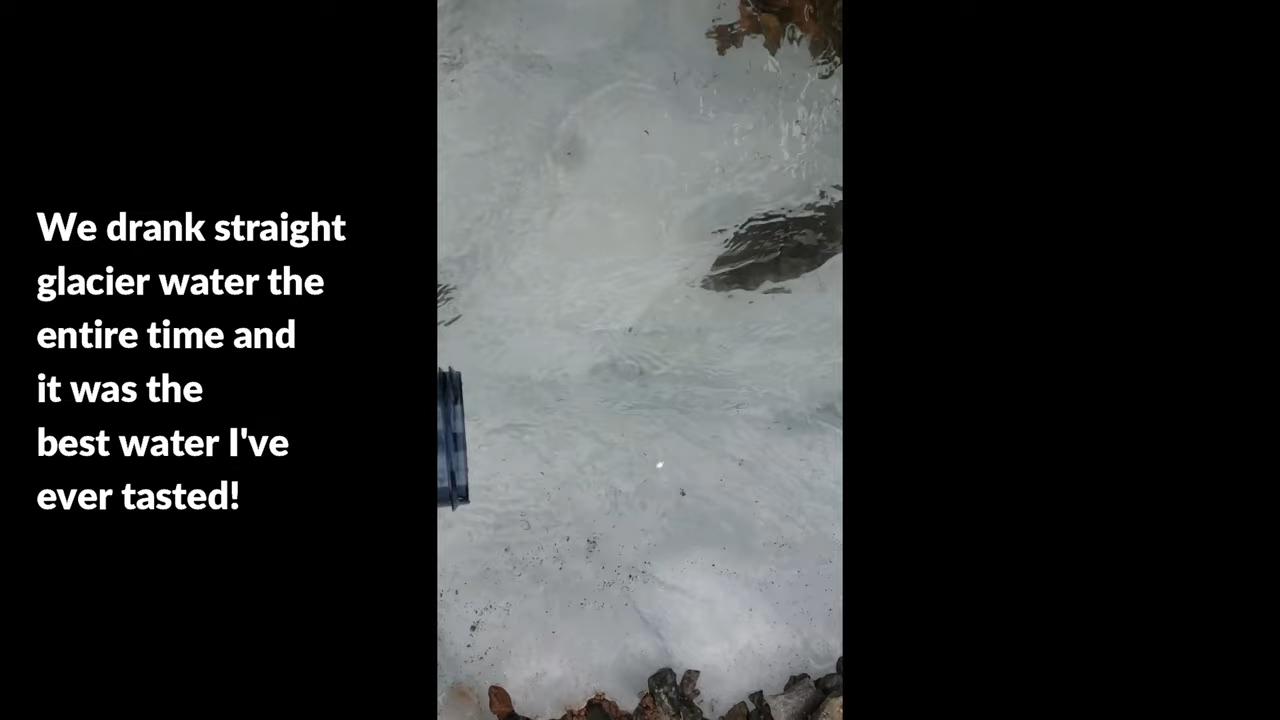 We drank straight
glacier water the
entire time and
it was the
best water I've
ever tasted!